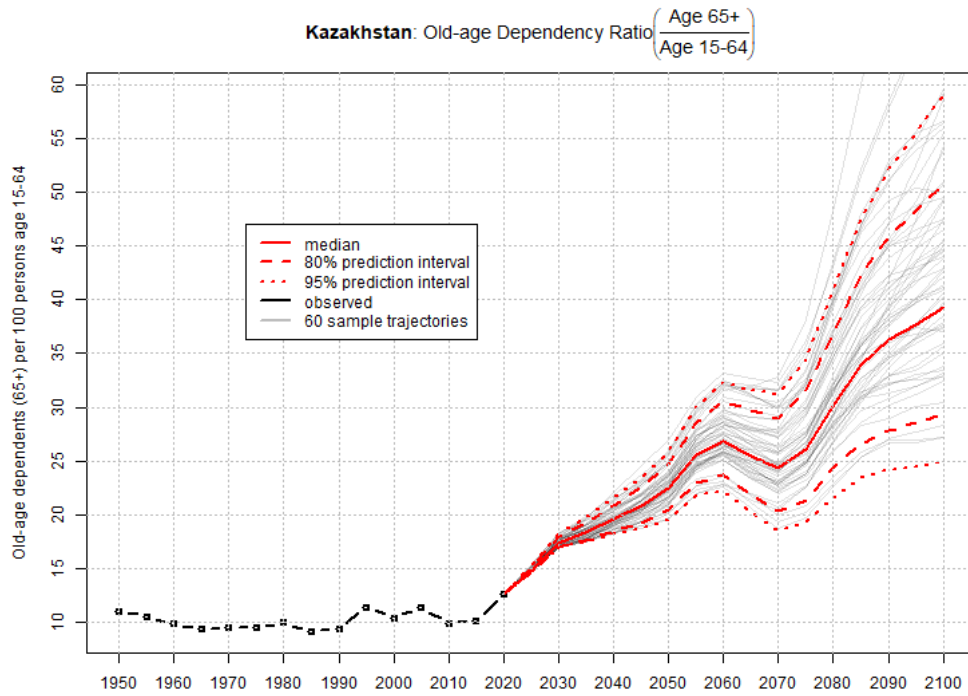 Kazakhstan: Old-age Dependency Ratio(Age 65+ / Age 15-64)
Old-age dependents (65+) per 100 persons age 15-64
60
55
50
45
40
35
30
25
20
15
10
median
80% prediction interval
95% prediction interval
observed
60 sample trajectories
1950 1960 1970 1980 1990 2000 2010 2020 2030 2040 2050 2060 2070 2080 2090 2100